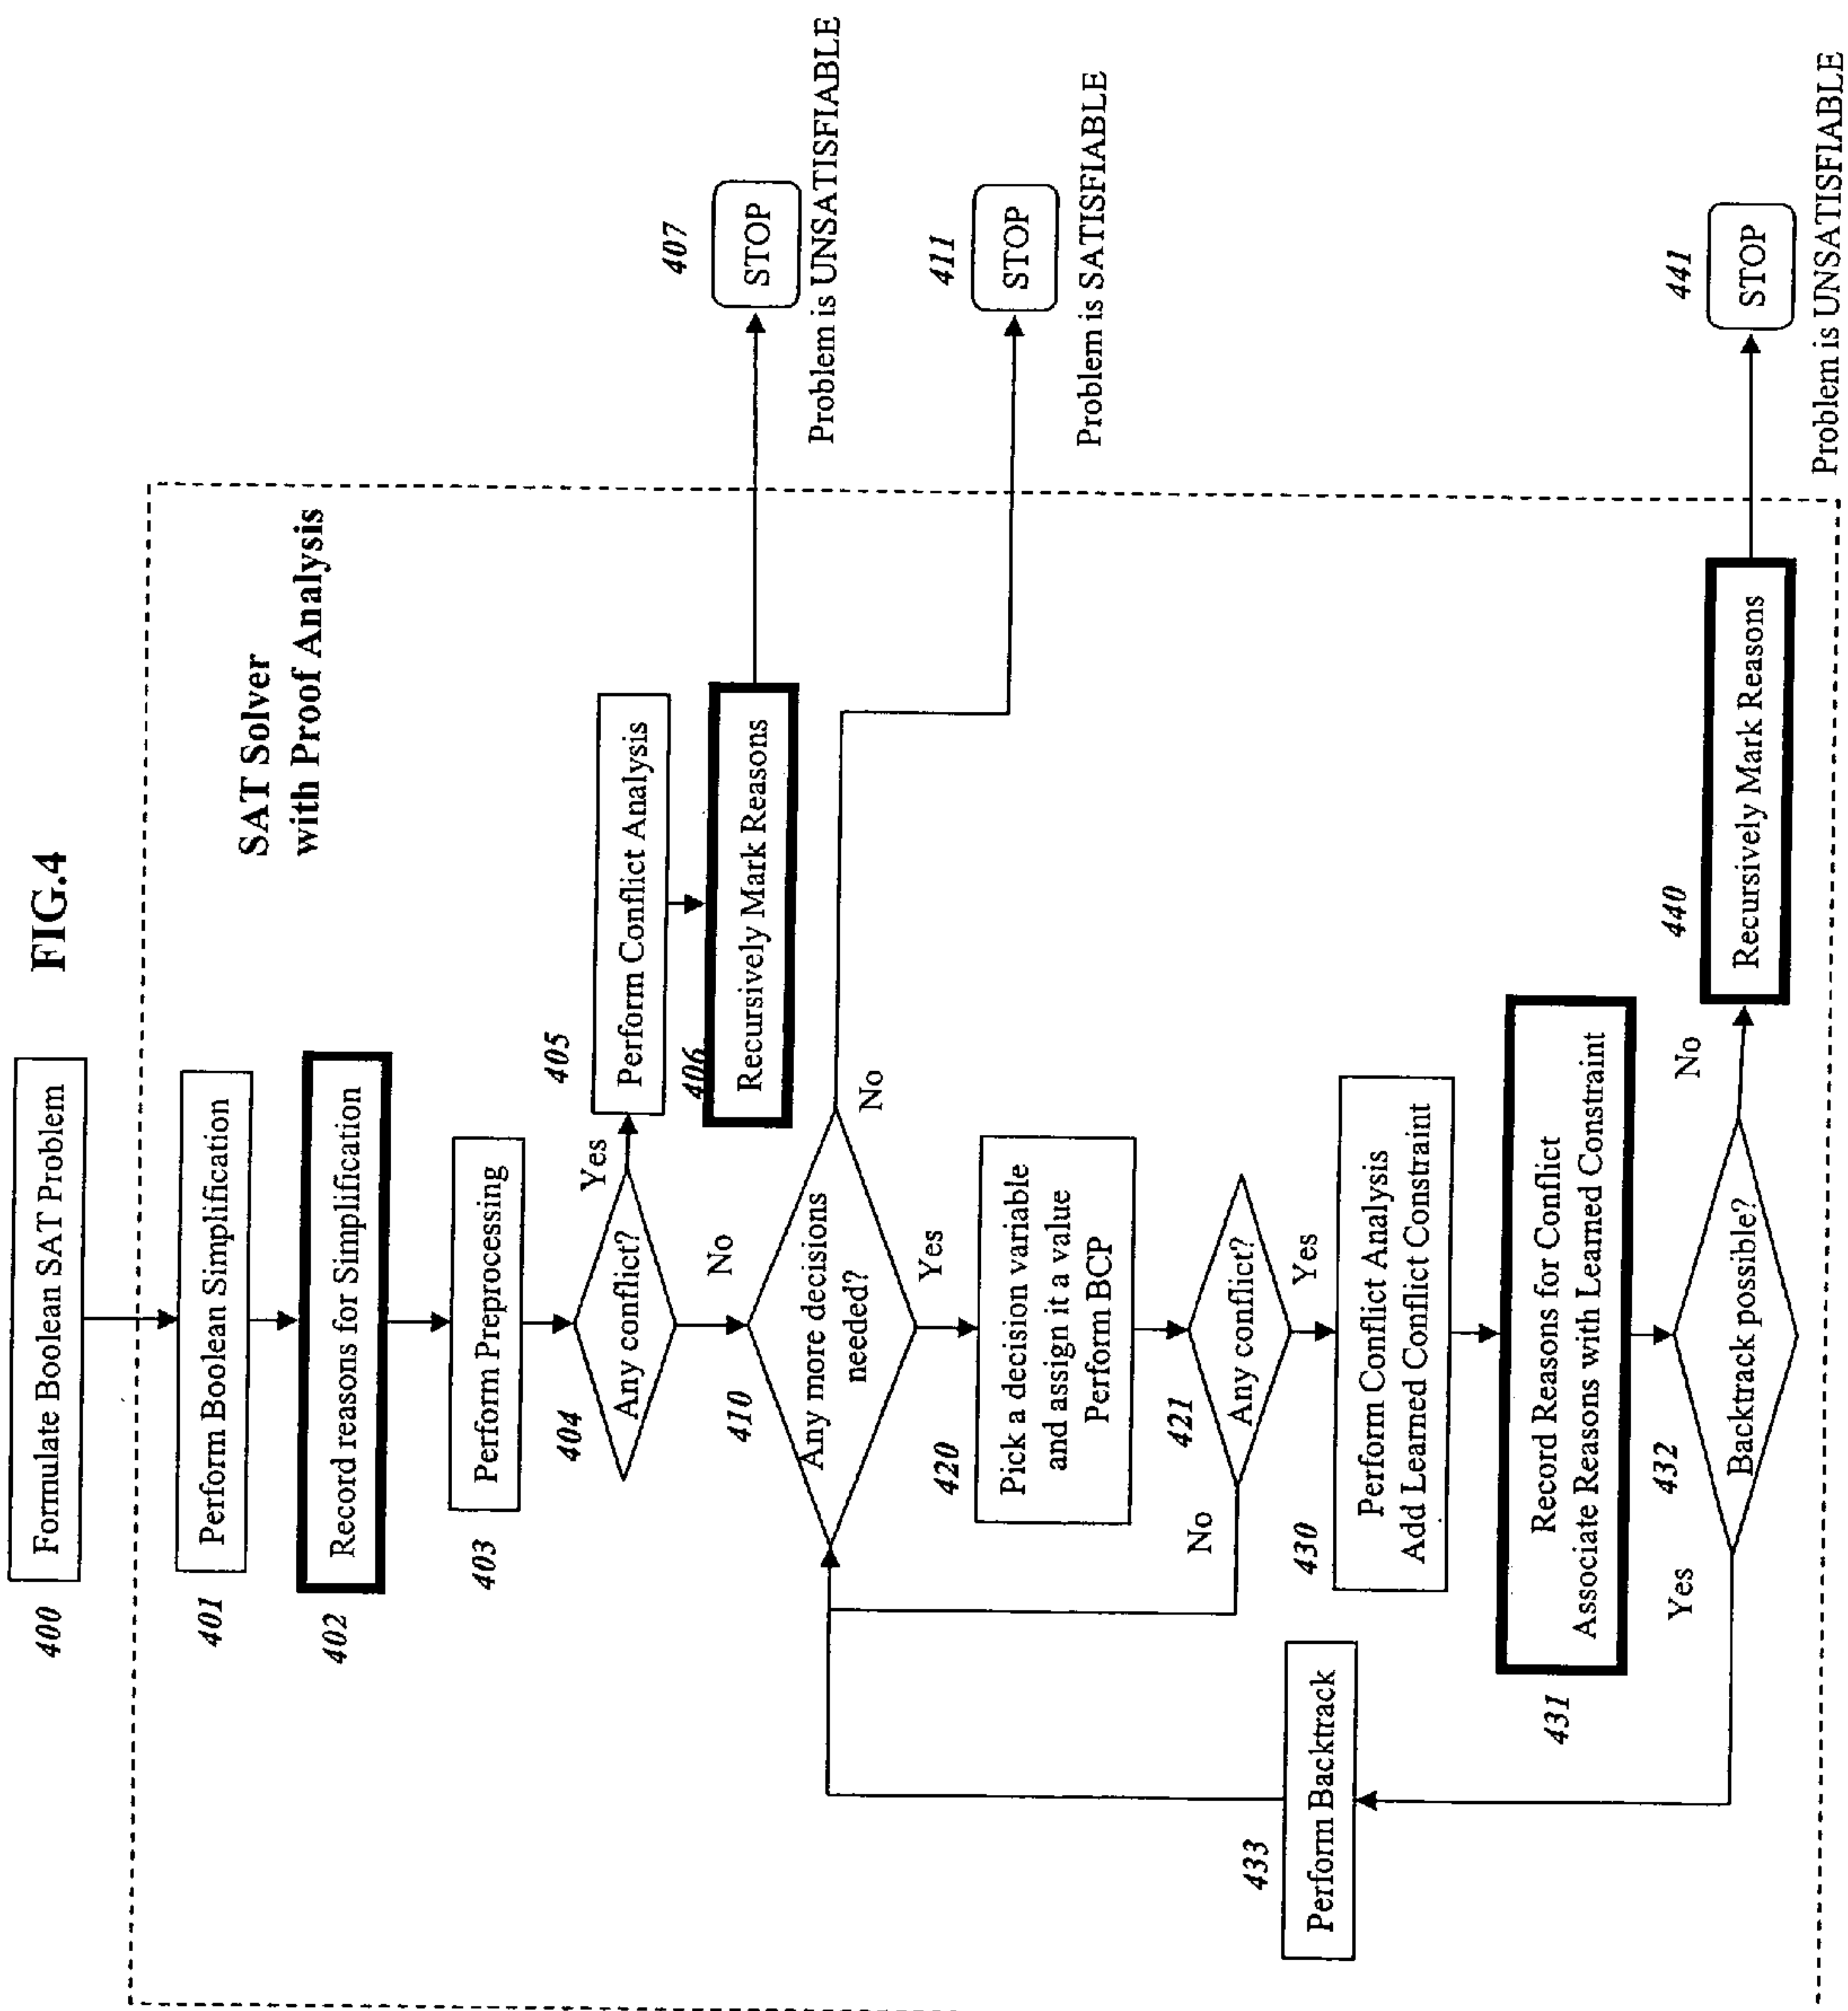 FIG.4
400
Formulate Boolean SAT Problem
SAT Solver
with Proof Analysis
401
Perform Boolean Simplification
402
Record reasons for Simplification
403
Perform Preprocessing
404
Any conflict?
Yes
405
Perform Conflict Analysis
406
Recursively Mark Reasons
407
STOP
Problem is UNSATISFIABLE
No
410
Any more decisions
needed?
No
411
STOP
Problem is SATISFIABLE
Yes
420
Pick a decision variable
and assign it a value
Perform BCP
421
Any conflict?
No
Yes
430
Perform Conflict Analysis
Add Learned Conflict Constraint
431
Record Reasons for Conflict
Associate Reasons with Learned Constraint
432
Backtrack possible?
Yes
433
Perform Backtrack
No
440
Recursively Mark Reasons
441
STOP
Problem is UNSATISFIABLE